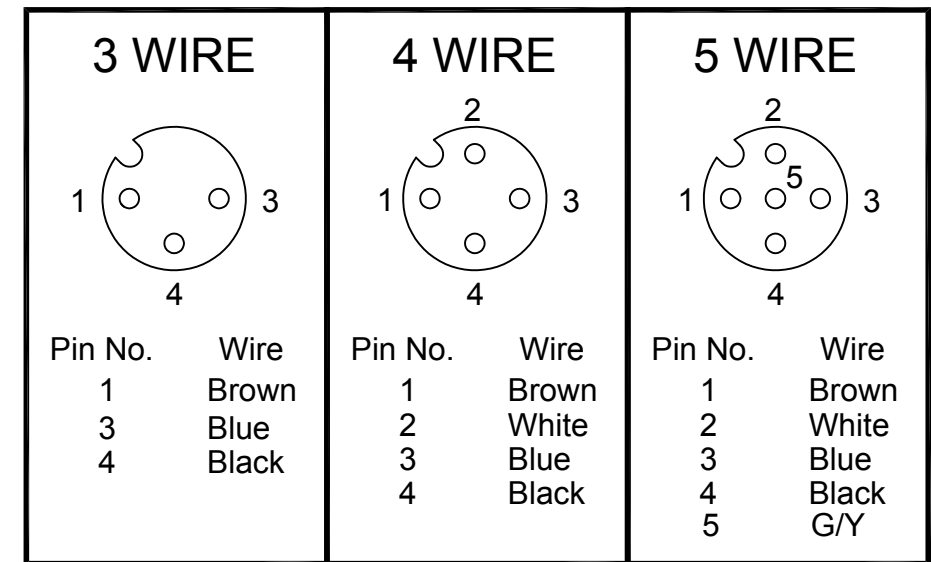 3 WIRE
1
3
4
Pin No. Wire
1 Brown
3 Blue
4 Black
4 WIRE
2
1
3
4
Pin No. Wire
1 Brown
2 White
3 Blue
4 Black
5 WIRE
2
5
1
3
4
Pin No. Wire
1 Brown
2 White
3 Blue
4 Black
5 G/Y